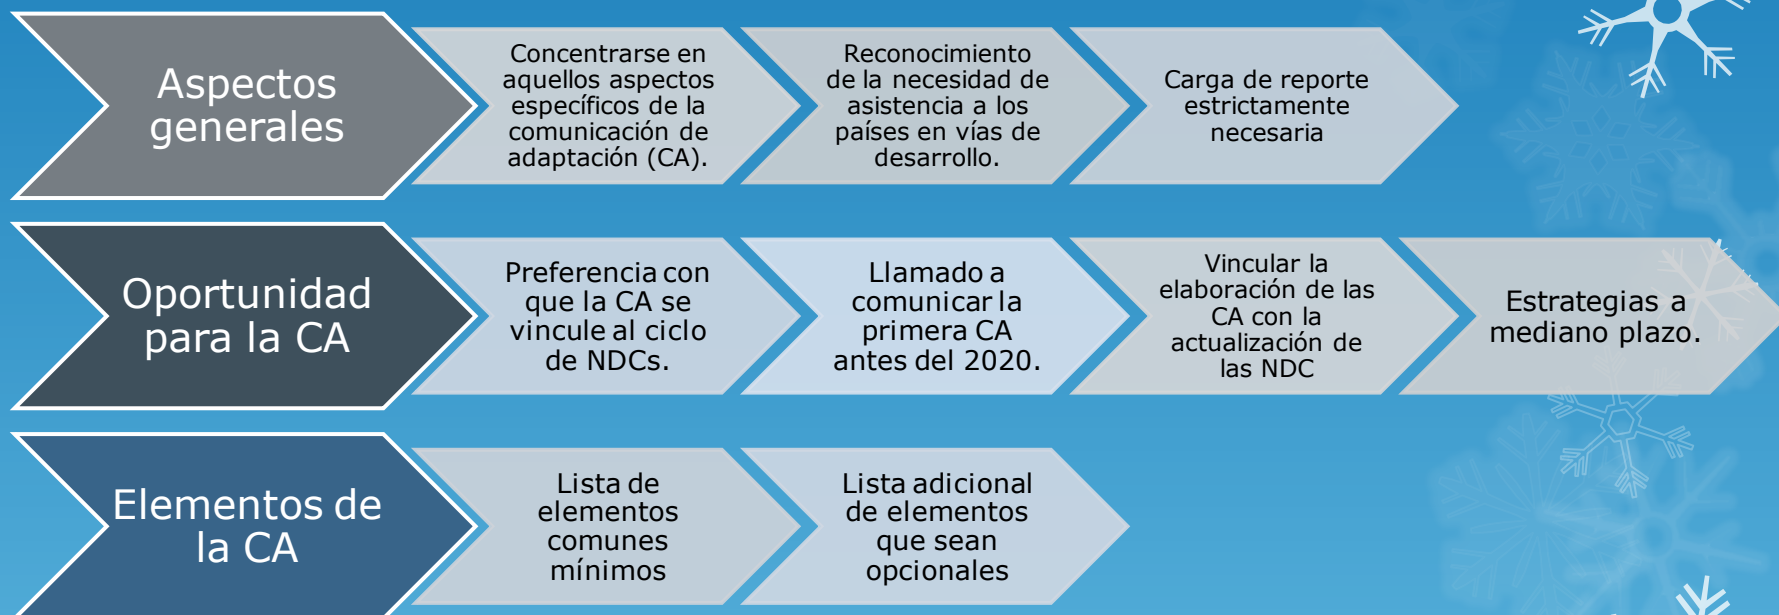 Aspectos
generales
Concentrarse en
aquellos aspectos
específicos de la
comunicación de
adaptación (CA).
Reconocimiento
de la necesidad de
asistencia a los
países en vías de
desarrollo.
Carga de reporte
estrictamente
necesaria
Oportunidad
para la CA
Preferencia con
que la CA se
vincule al ciclo
de NDCs.
Llamado a
comunicar la
primera CA
antes del 2020.
Vincular la
elaboración de las
CA con la
actualización de
las NDC
Estrategias a
mediano plazo.
Elementos de
la CA
Lista de
elementos
comunes
mínimos
Lista adicional
de elementos
que sean
opcionales